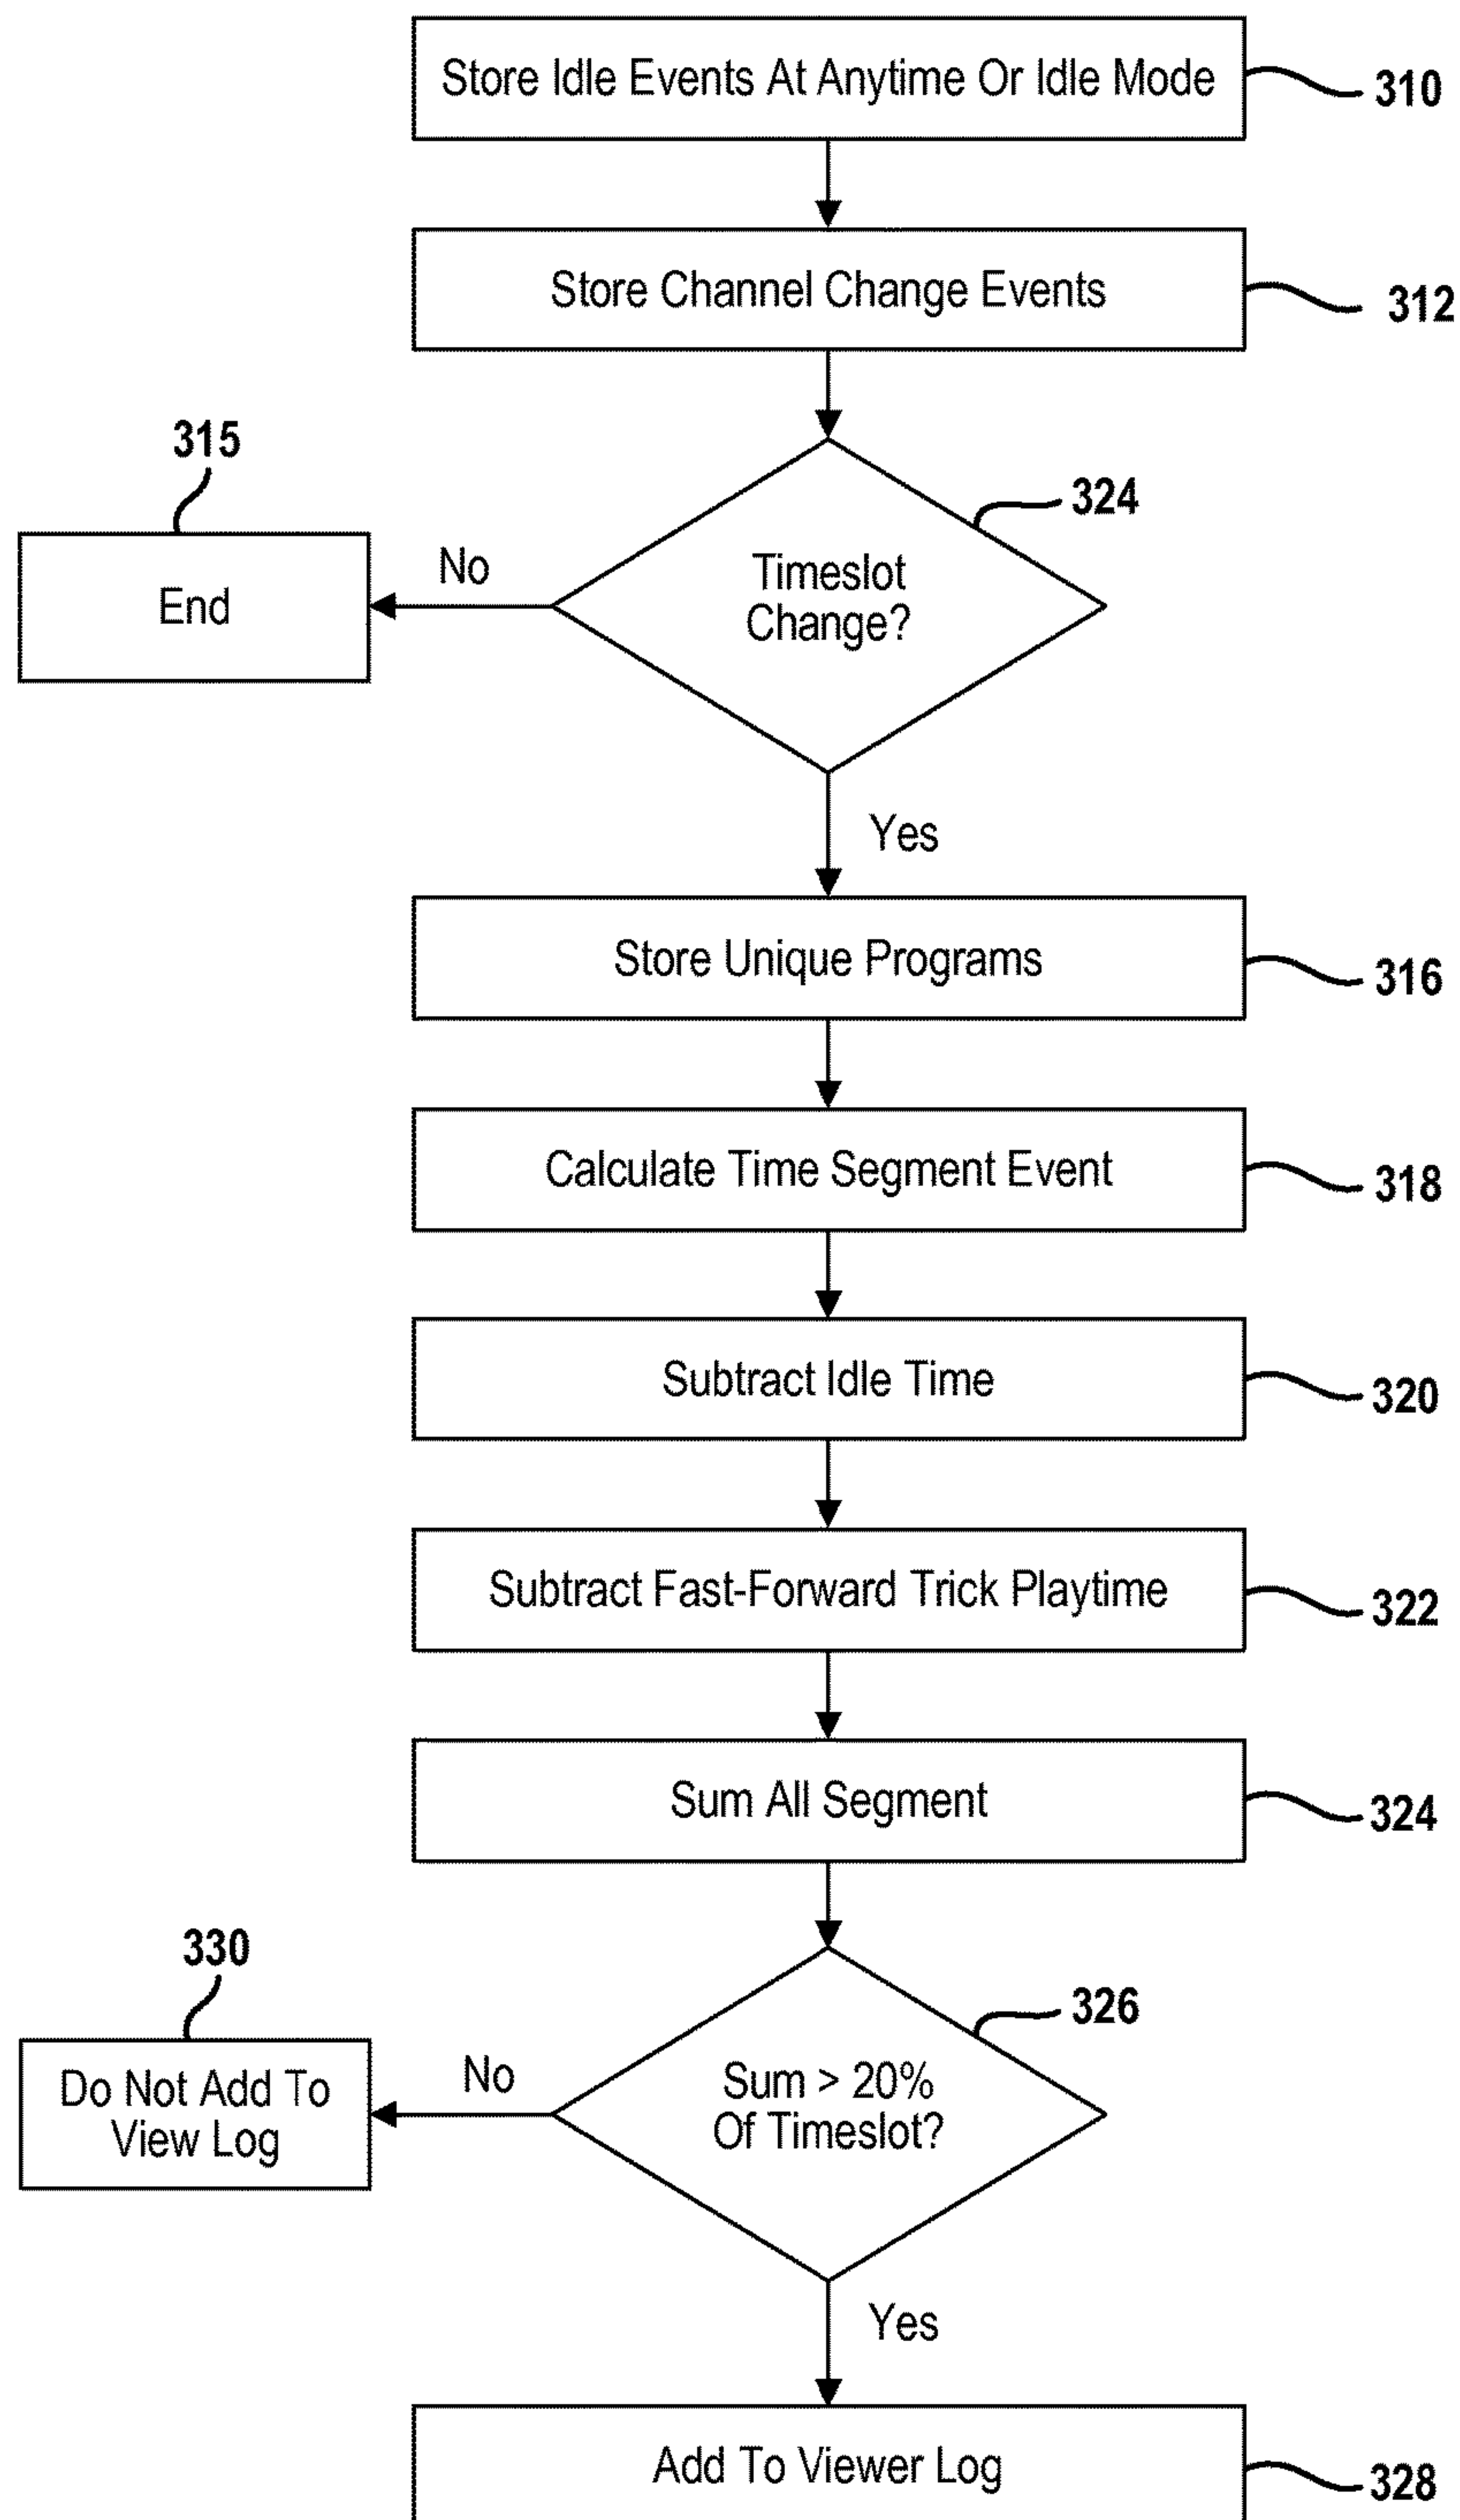 Store Idle Events At Anytime Or Idle Mode
310
Store Channel Change Events
312
315
324
End
No
Timeslot
Change?
Yes
Store Unique Programs
316
Calculate Time Segment Event
318
Subtract Idle Time
320
Subtract Fast-Forward Trick Playtime
322
Sum All Segment
324
330
326
Do Not Add To
View Log
No
Sum > 20%
Of Timeslot?
Yes
Add To Viewer Log
328